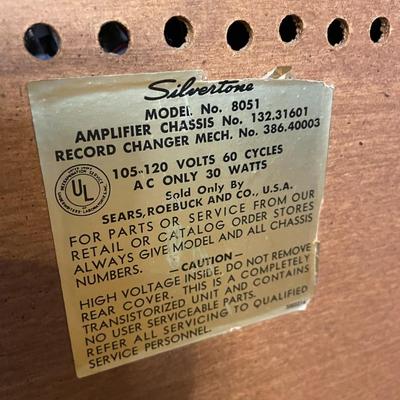 Silvertone
MODEL No. 8051
AMPLIFIER CHASSIS No. 132.31601
RECORD CHANGER MECH. No. 386.40003
105-120 VOLTS 60 CYCLES
AC ONLY 30 WATTS
UL
Sold Only By
SEARS, ROEBUCK AND CO., U.S.A.
FOR PARTS OR SERVICE FROM OUR
RETAIL OR CATALOG ORDER STORES
ALWAYS GIVE MODEL AND ALL CHASSIS
NUMBERS.
—CAUTION—
HIGH VOLTAGE INSIDE, DO NOT REMOVE
REAR COVER. THIS IS A COMPLETELY
TRANSISTORIZED UNIT AND CONTAINS
NO USER SERVICEABLE PARTS.
REFER ALL SERVICING TO QUALIFIED
SERVICE PERSONNEL.